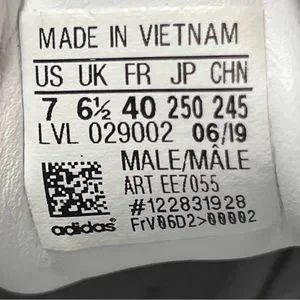 MADE IN VIETNAM
US UK FR JP CHN
7 6½ 40 250 245
LVL 029002 06/19
MALE/MÂLE
ART EE7055
#122831928
adidas FrV06D2>00002